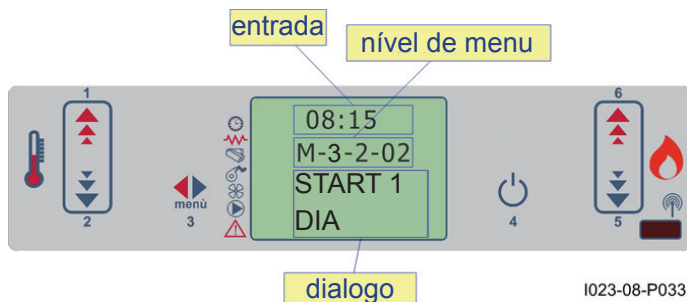 entrada
nível de menu
1
6
08:15
M-3-2-02
START 1
DIA
menù
2
3
4
5
dialogo
I023-08-P033